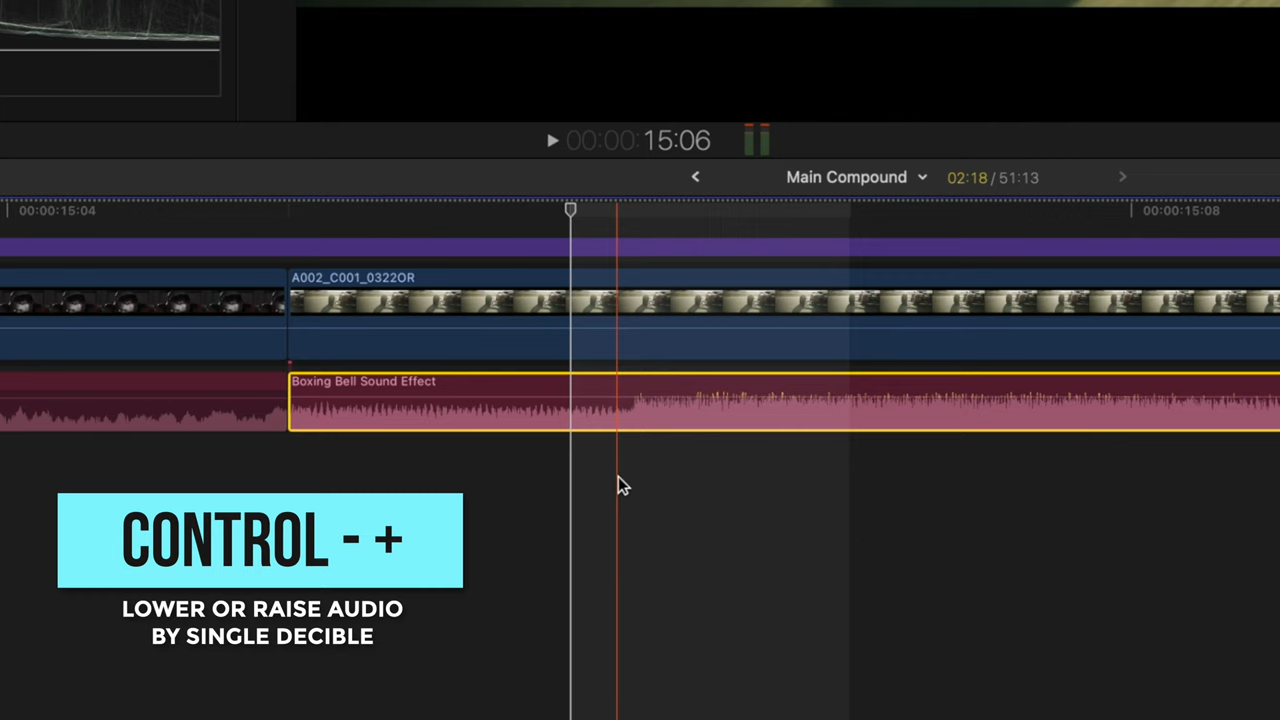 00:00:15:06
Main Compound
02:18 / 51:13
00:00:15:04
00:00:15:08
A002_C001_0322OR
Boxing Bell Sound Effect
CONTROL - +
LOWER OR RAISE AUDIO
BY SINGLE DECIBLE